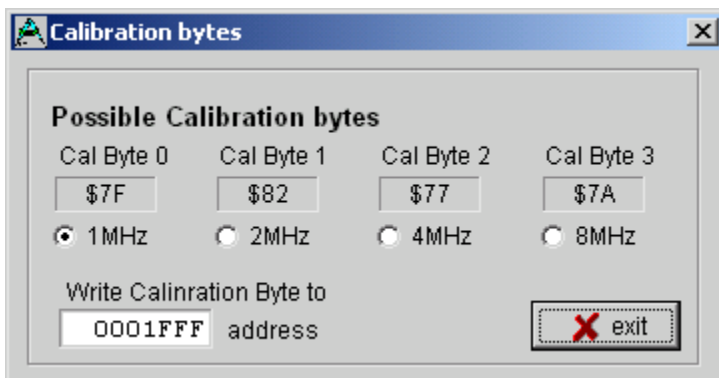 Calibration bytes
Possible Calibration bytes
Cal Byte 0 Cal Byte 1 Cal Byte 2 Cal Byte 3
$7F $82 $77 $7A
1MHz 2MHz 4MHz 8MHz
Write Calinration Byte to
0001FFF address
exit